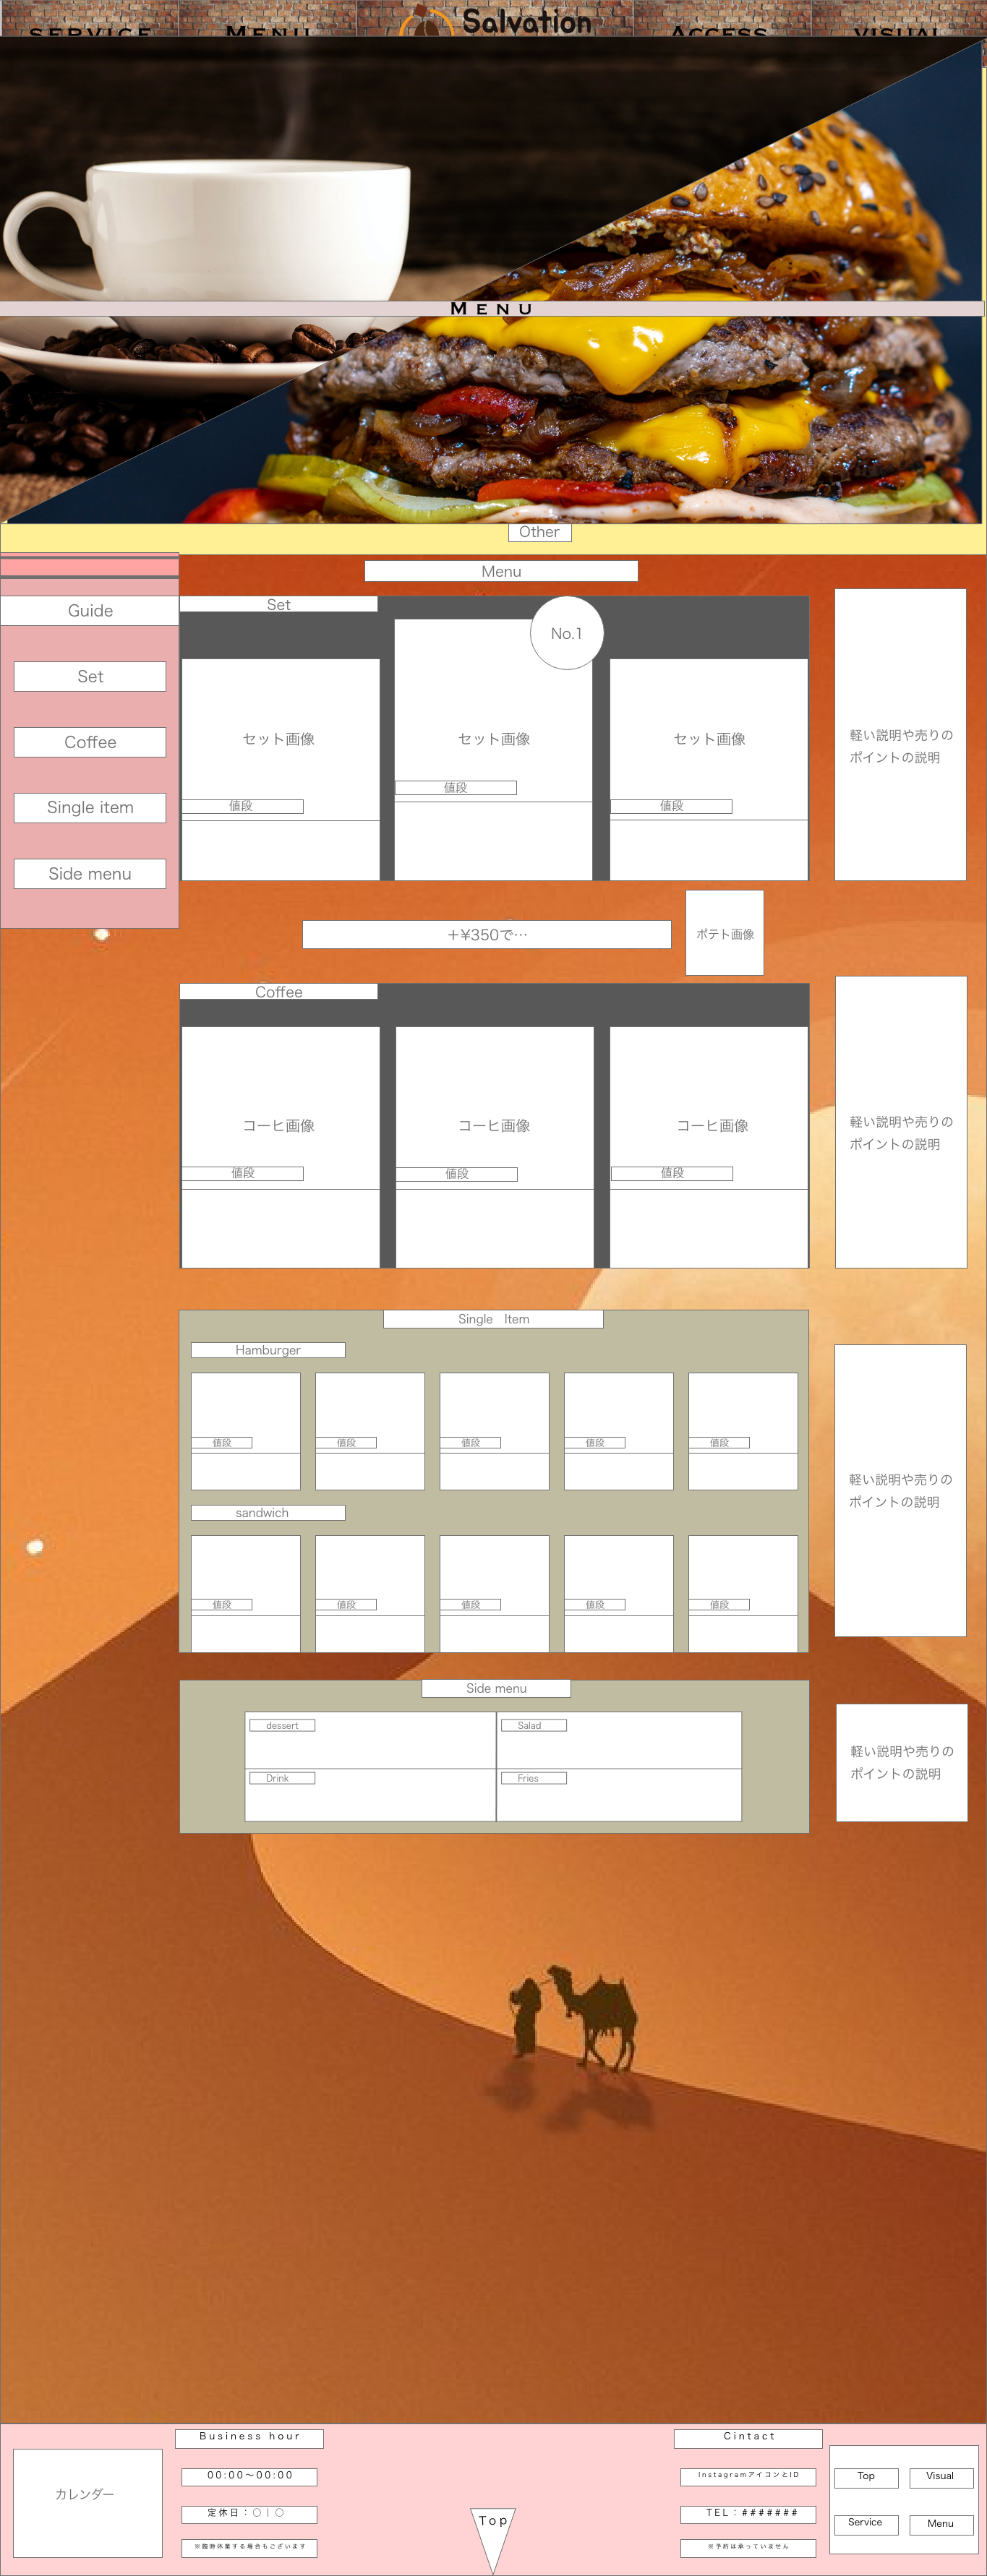 SERVICE
MENU
Salvation
ACCESS
VISUAL
MENU
Other
Menu
Guide
Set
Coffee
Single item
Side menu
Set
No.1
セット画像
セット画像
セット画像
値段
値段
値段
軽い説明や売りの
ポイントの説明
+¥350で…
ポテト画像
Coffee
コーヒ画像
コーヒ画像
コーヒ画像
値段
値段
値段
軽い説明や売りの
ポイントの説明
Single Item
Hamburger
値段
値段
値段
値段
値段
sandwich
値段
値段
値段
値段
値段
軽い説明や売りの
ポイントの説明
Side menu
dessert
Salad
Drink
Fries
軽い説明や売りの
ポイントの説明
カレンダー
Business hour
00:00〜00:00
定休日：○｜○
※臨時休業する場合もございます
Top
Cintact
InstagramアイコンとID
TEL：#######
※予約は承っていません
Top
Visual
Service
Menu